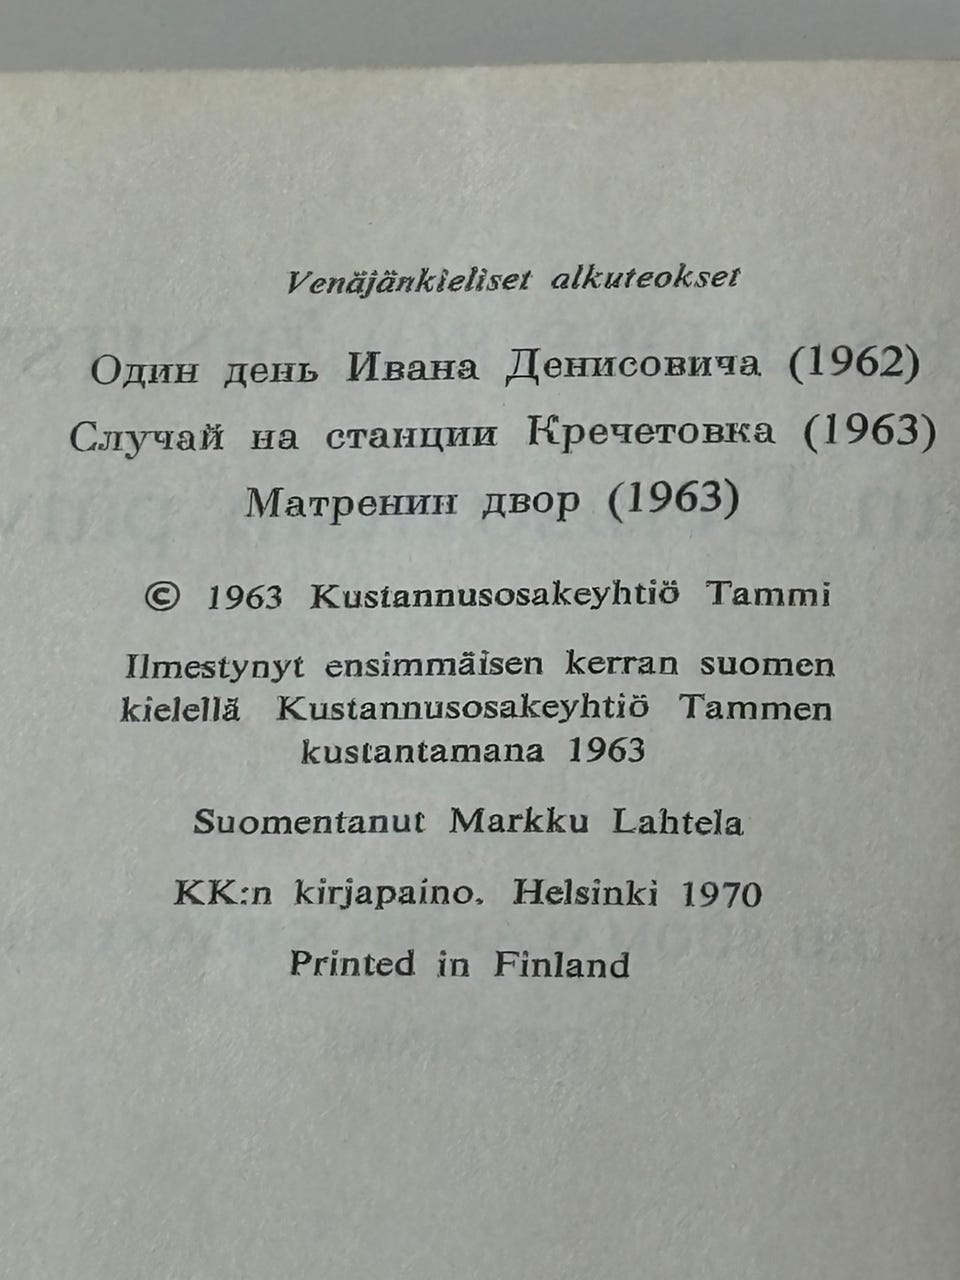 Venäjänkieliset alkuteokset
Один день Ивана Денисовича (1962)
Случай на станции Кречетовка (1963)
Матренин двор (1963)
© 1963 Kustannusosakeyhtiö Tammi
Ilmestynyt ensimmäisen kerran suomen
kielellä Kustannusosakeyhtiö Tammen
kustantamana 1963
Suomentanut Markku Lahtela
KK:n kirjapaino. Helsinki 1970
Printed in Finland